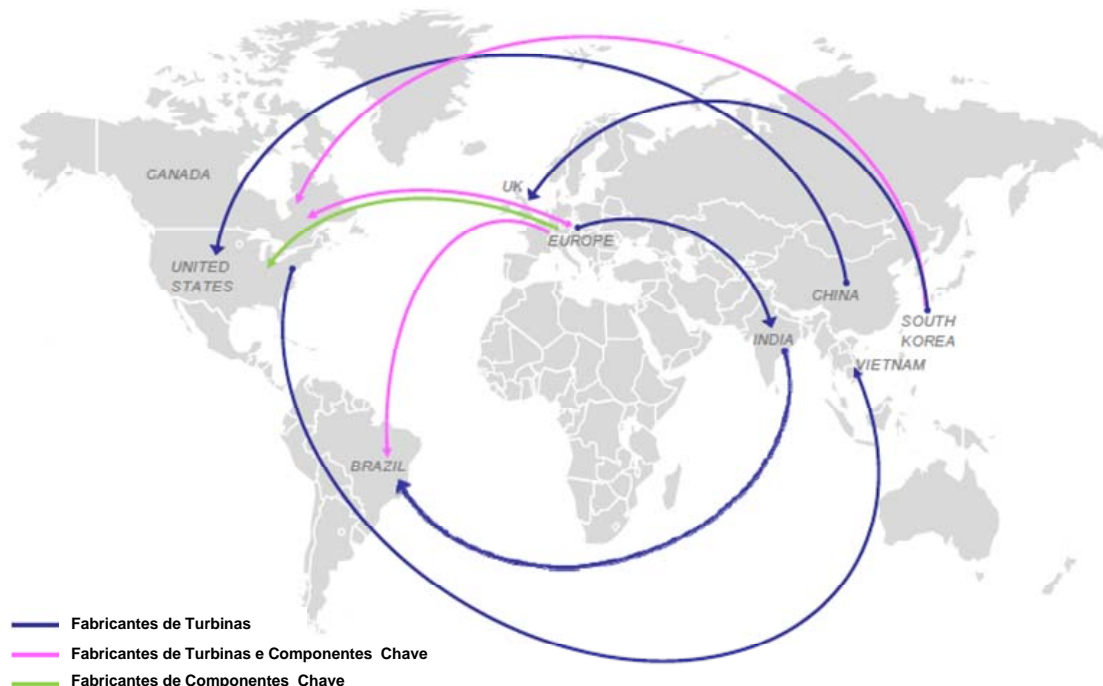 CANADA
UK
EUROPE
UNITED
STATES
CHINA
SOUTH
KOREA
INDIA
VIETNAM
BRAZIL
Fabricantes de Turbinas
Fabricantes de Turbinas e Componentes Chave
Fabricantes de Componentes Chave